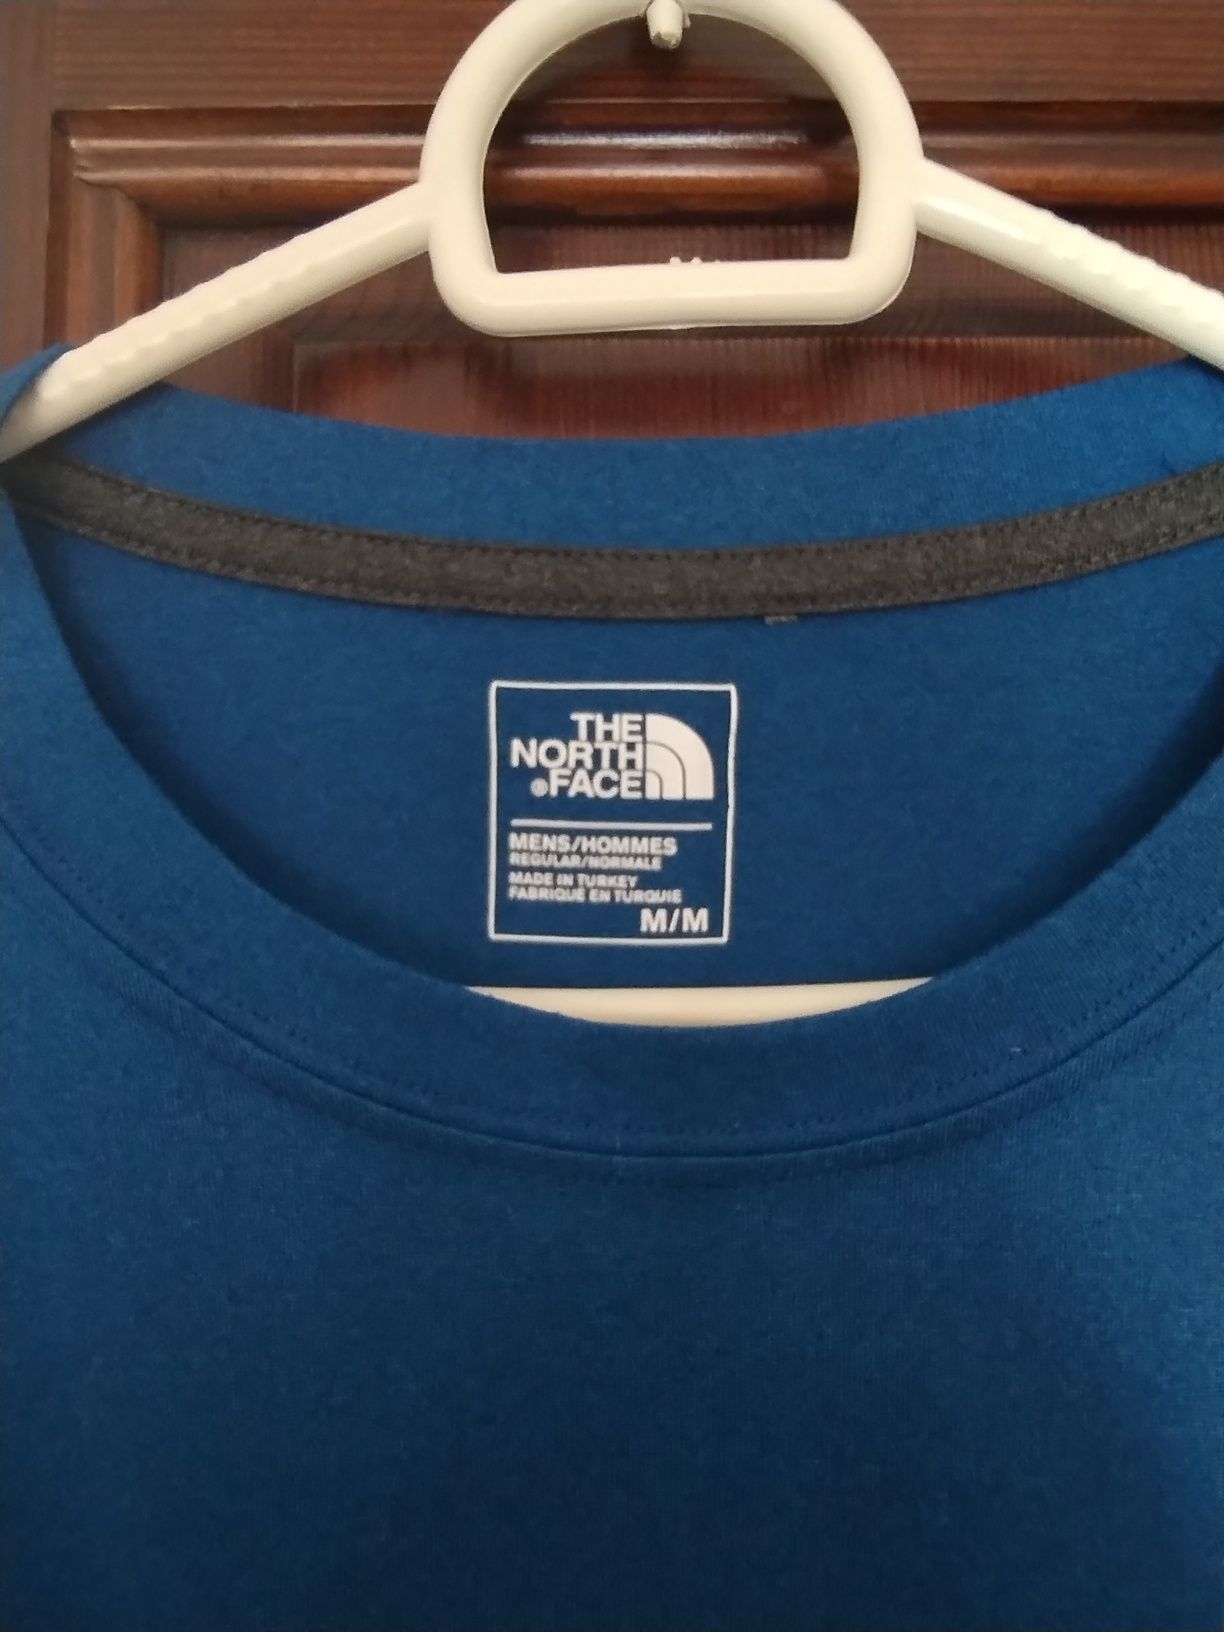 THE
NORTH
®FACE
MENS/HOMMES
REGULAR/NORMALE
MADE IN TURKEY
FABRIQUÉ EN TURQUIE
M/M